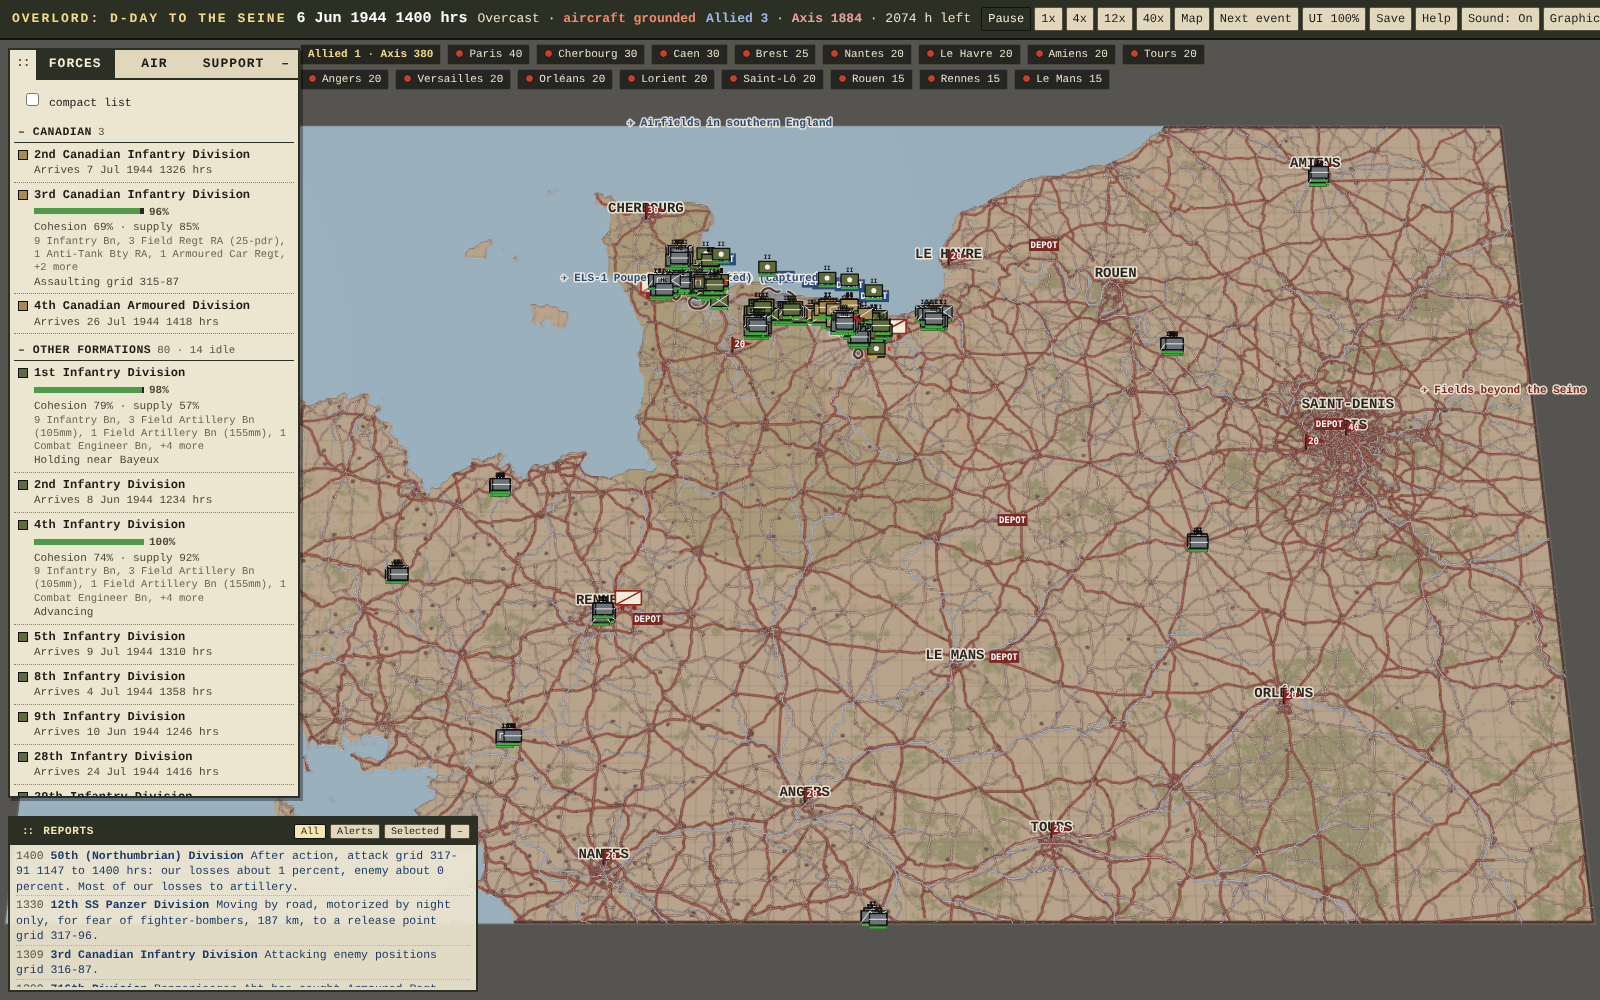 OVERLORD: D-DAY TO THE SEINE 6 Jun 1944 1400 hrs Overcast · aircraft grounded Allied 3 · Axis 1884 · 2074 h left Pause 1x 4x 12x 40x Map Next event UI 100% Save Help Sound: On Graphic
:: FORCES AIR SUPPORT –
Allied 1 · Axis 380 Paris 40 Cherbourg 30 Caen 30 Brest 25 Nantes 20 Le Havre 20 Amiens 20 Tours 20
Angers 20 Versailles 20 Orléans 20 Lorient 20 Saint-Lô 20 Rouen 15 Rennes 15 Le Mans 15
compact list
– CANADIAN 3
2nd Canadian Infantry Division
Arrives 7 Jul 1944 1326 hrs
3rd Canadian Infantry Division
96%
Cohesion 69% · supply 85%
9 Infantry Bn, 3 Field Regt RA (25-pdr),
1 Anti-Tank Bty RA, 1 Armoured Car Regt,
+2 more
Assaulting grid 315-87
4th Canadian Armoured Division
Arrives 26 Jul 1944 1418 hrs
– OTHER FORMATIONS 80 · 14 idle
1st Infantry Division
98%
Cohesion 79% · supply 57%
9 Infantry Bn, 3 Field Artillery Bn
(105mm), 1 Field Artillery Bn (155mm), 1
Combat Engineer Bn, +4 more
Holding near Bayeux
2nd Infantry Division
Arrives 8 Jun 1944 1234 hrs
4th Infantry Division
100%
Cohesion 74% · supply 92%
9 Infantry Bn, 3 Field Artillery Bn
(105mm), 1 Field Artillery Bn (155mm), 1
Combat Engineer Bn, +4 more
Advancing
5th Infantry Division
Arrives 9 Jun 1944 1310 hrs
8th Infantry Division
Arrives 4 Jul 1944 1358 hrs
9th Infantry Division
Arrives 10 Jun 1944 1246 hrs
28th Infantry Division
Arrives 24 Jul 1944 1416 hrs
29th Infantry Division
Airfields in southern England
AMIENS
CHERBOURG
30
LE HAVRE
20
DEPOT
ROUEN
ELS-1 Poupe
(captured)
20
Fields beyond the Seine
SAINT-DENIS
DEPOT 40
20
DEPOT
RENNES
DEPOT
LE MANS DEPOT
ORLÉANS
20
ANGERS
20
TOURS
20
NANTES
20
:: REPORTS All Alerts Selected –
1400 50th (Northumbrian) Division After action, attack grid 317-
91 1147 to 1400 hrs: our losses about 1 percent, enemy about 0
percent. Most of our losses to artillery.
1330 12th SS Panzer Division Moving by road, motorized by night
only, for fear of fighter-bombers, 187 km, to a release point
grid 317-96.
1309 3rd Canadian Infantry Division Attacking enemy positions
grid 316-87.